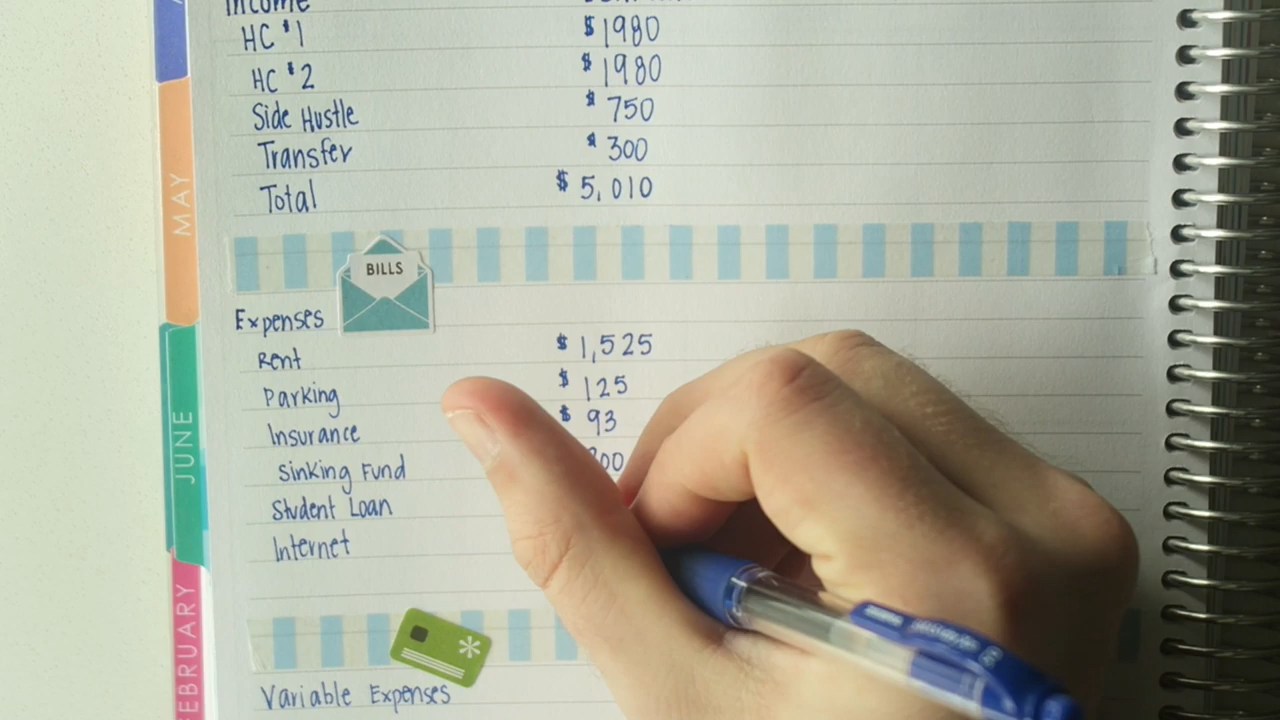 Income
HC #1 $1980
HC #2 $1980
Side Hustle $750
Transfer $300
Total $5,010
BILLS
Expenses
Rent $1,525
Parking $125
Insurance $93
Sinking Fund
Student Loan
Internet
Variable Expenses
MAY
JUNE
FEBRUARY